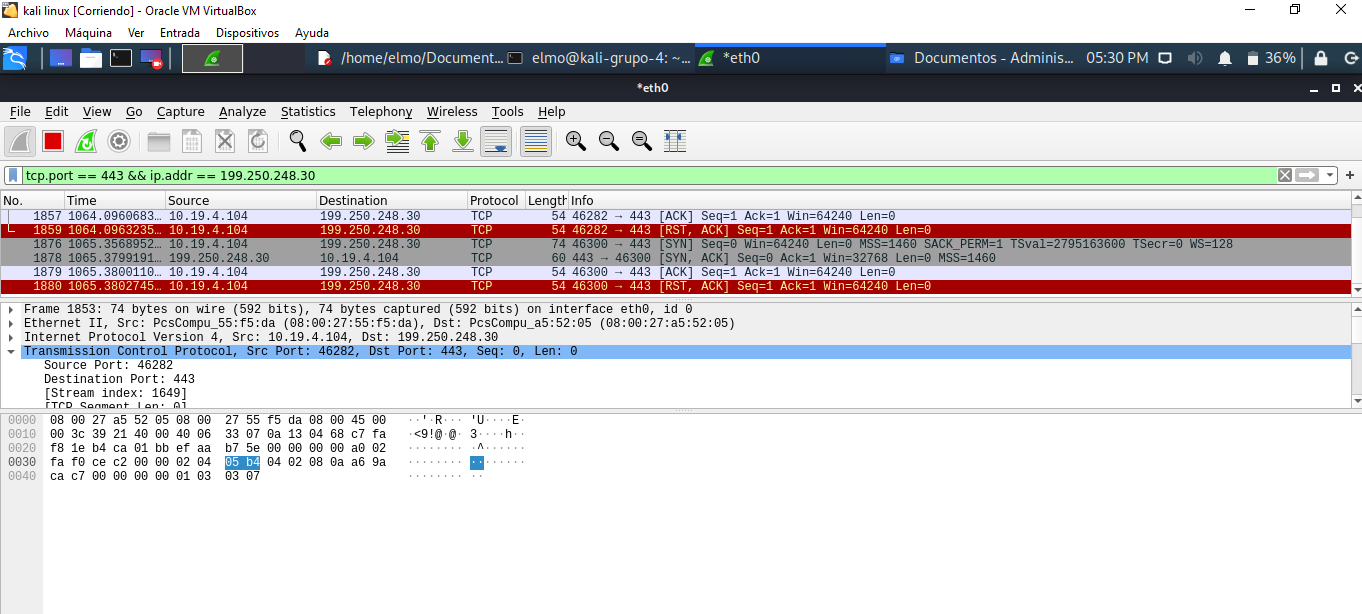 kali linux [Corriendo] - Oracle VM VirtualBox
Archivo Máquina Ver Entrada Dispositivos Ayuda
/home/elmo/Document... elmo@kali-grupo-4: ~... *eth0 Documentos - Adminis... 05:30 PM 36%
*eth0
File Edit View Go Capture Analyze Statistics Telephony Wireless Tools Help
tcp.port == 443 && ip.addr == 199.250.248.30
No. Time Source Destination Protocol Length Info
1857 1064.0960683... 10.19.4.104 199.250.248.30 TCP 54 46282 → 443 [ACK] Seq=1 Ack=1 Win=64240 Len=0
1859 1064.0963235... 10.19.4.104 199.250.248.30 TCP 54 46282 → 443 [RST, ACK] Seq=1 Ack=1 Win=64240 Len=0
1876 1065.3568952... 10.19.4.104 199.250.248.30 TCP 74 46300 → 443 [SYN] Seq=0 Win=64240 Len=0 MSS=1460 SACK_PERM=1 TSval=2795163600 TSecr=0 WS=128
1878 1065.3799191... 199.250.248.30 10.19.4.104 TCP 60 443 → 46300 [SYN, ACK] Seq=0 Ack=1 Win=32768 Len=0 MSS=1460
1879 1065.3800110... 10.19.4.104 199.250.248.30 TCP 54 46300 → 443 [ACK] Seq=1 Ack=1 Win=64240 Len=0
1880 1065.3802745... 10.19.4.104 199.250.248.30 TCP 54 46300 → 443 [RST, ACK] Seq=1 Ack=1 Win=64240 Len=0
Frame 1853: 74 bytes on wire (592 bits), 74 bytes captured (592 bits) on interface eth0, id 0
Ethernet II, Src: PcsCompu_55:f5:da (08:00:27:55:f5:da), Dst: PcsCompu_a5:52:05 (08:00:27:a5:52:05)
Internet Protocol Version 4, Src: 10.19.4.104, Dst: 199.250.248.30
Transmission Control Protocol, Src Port: 46282, Dst Port: 443, Seq: 0, Len: 0
Source Port: 46282
Destination Port: 443
[Stream index: 1649]
[TCP Segment Len: 0]
0000 08 00 27 a5 52 05 08 00 27 55 f5 da 08 00 45 00 ··'·R··· 'U····E·
0010 00 3c 39 21 40 00 40 06 33 07 0a 13 04 68 c7 fa ·<9!@·@· 3····h··
0020 f8 1e b4 ca 01 bb ef aa b7 5e 00 00 00 00 a0 02 ········ ·^······
0030 fa f0 ce c2 00 00 02 04 05 b4 04 02 08 0a a6 9a ········ ········
0040 ca c7 00 00 00 00 01 03 03 07 ········ ··